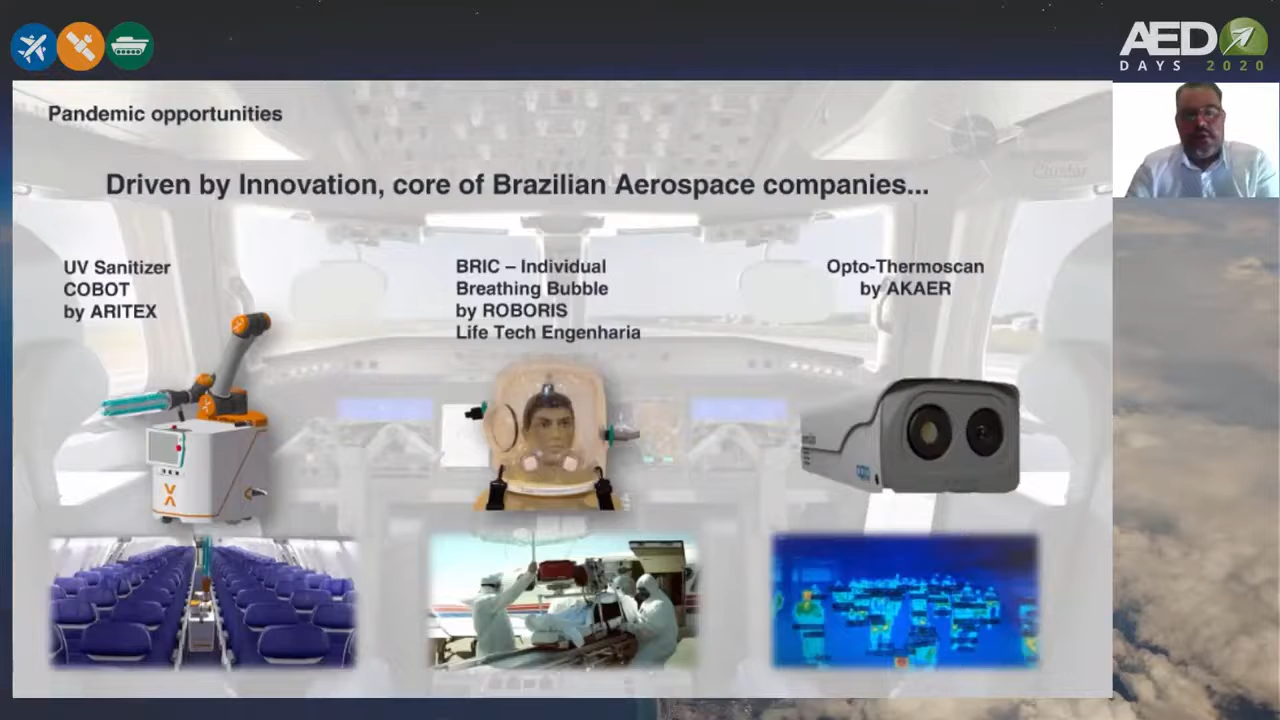 AED
DAYS 2020
Pandemic opportunities
Driven by Innovation, core of Brazilian Aerospace companies...
UV Sanitizer
COBOT
by ARITEX
BRIC – Individual
Breathing Bubble
by ROBORIS
Life Tech Engenharia
Opto-Thermoscan
by AKAER
opto